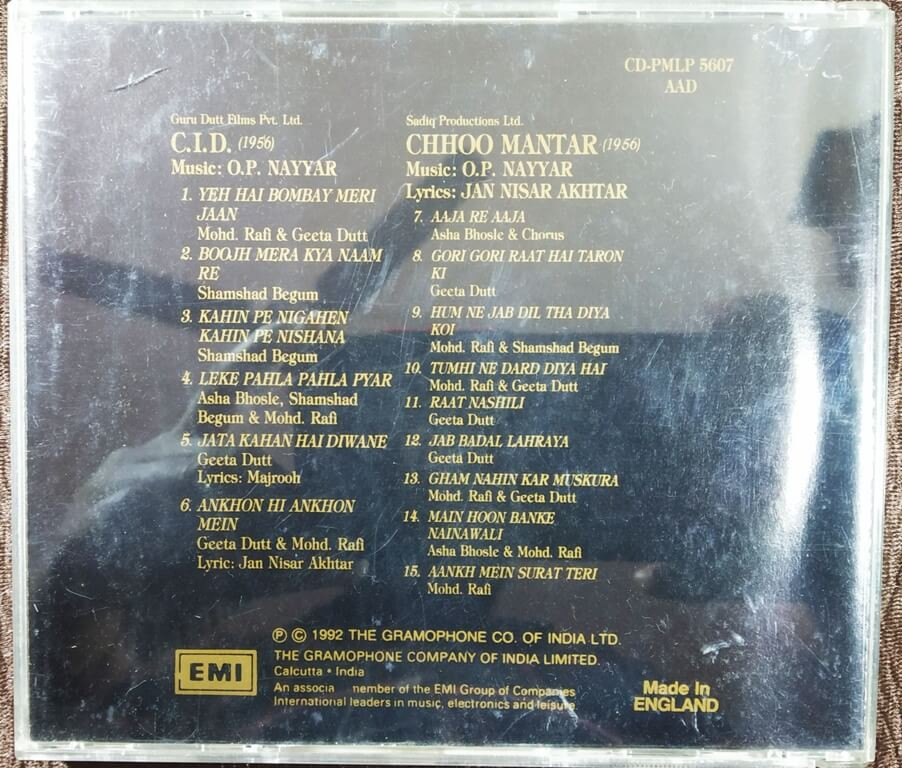 CD-PMLP 5607
AAD
Guru Dutt Films Pvt. Ltd.
C.I.D. (1956)
Music: O.P. NAYYAR
1. YEH HAI BOMBAY MERI
JAAN
Mohd. Rafi & Geeta Dutt
2. BOOJH MERA KYA NAAM
RE
Shamshad Begum
3. KAHIN PE NIGAHEN
KAHIN PE NISHANA
Shamshad Begum
4. LEKE PAHLA PAHLA PYAR
Asha Bhosle, Shamshad
Begum & Mohd. Rafi
5. JATA KAHAN HAI DIWANE
Geeta Dutt
Lyrics: Majrooh
6. ANKHON HI ANKHON
MEIN
Geeta Dutt & Mohd. Rafi
Lyric: Jan Nisar Akhtar
Sadiq Productions Ltd.
CHHOO MANTAR (1956)
Music: O.P. NAYYAR
Lyrics: JAN NISAR AKHTAR
7. AAJA RE AAJA
Asha Bhosle & Chorus
8. GORI GORI RAAT HAI TARON
KI
Geeta Dutt
9. HUM NE JAB DIL THA DIYA
KOI
Mohd. Rafi & Shamshad Begum
10. TUMHI NE DARD DIYA HAI
Mohd. Rafi & Geeta Dutt
11. RAAT NASHILI
Geeta Dutt
12. JAB BADAL LAHRAYA
Geeta Dutt
13. GHAM NAHIN KAR MUSKURA
Mohd. Rafi & Geeta Dutt
14. MAIN HOON BANKE
NAINAWALI
Asha Bhosle & Mohd. Rafi
15. AANKH MEIN SURAT TERI
Mohd. Rafi
EMI
℗ © 1992 THE GRAMOPHONE CO. OF INDIA LTD.
THE GRAMOPHONE COMPANY OF INDIA LIMITED.
Calcutta • India
An associa member of the EMI Group of Companies
International leaders in music, electronics and leisure.
Made in
ENGLAND